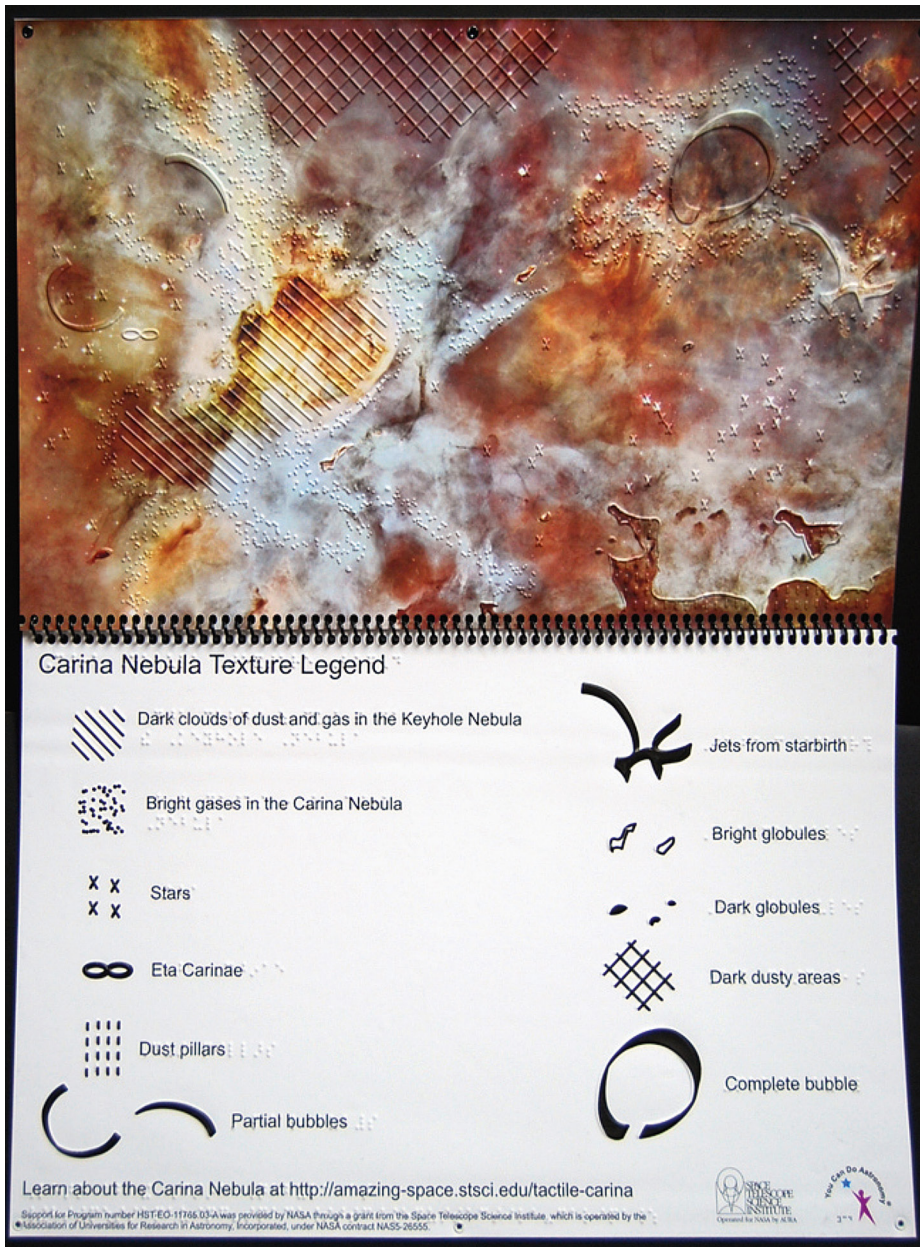 Carina Nebula Texture Legend
Dark clouds of dust and gas in the Keyhole Nebula
Bright gases in the Carina Nebula
Stars
Eta Carinae
Dust pillars
Partial bubbles
Jets from starbirth
Bright globules
Dark globules
Dark dusty areas
Complete bubble
Learn about the Carina Nebula at http://amazing-space.stsci.edu/tactile-carina
Support for Program number HST-EO-11765.03-A was provided by NASA through a grant from the Space Telescope Science Institute, which is operated by the
Association of Universities for Research in Astronomy, Incorporated, under NASA contract NAS5-26555.
SPACE
TELESCOPE
SCIENCE
INSTITUTE
Operated for NASA by AURA
You Can Do Astronomy